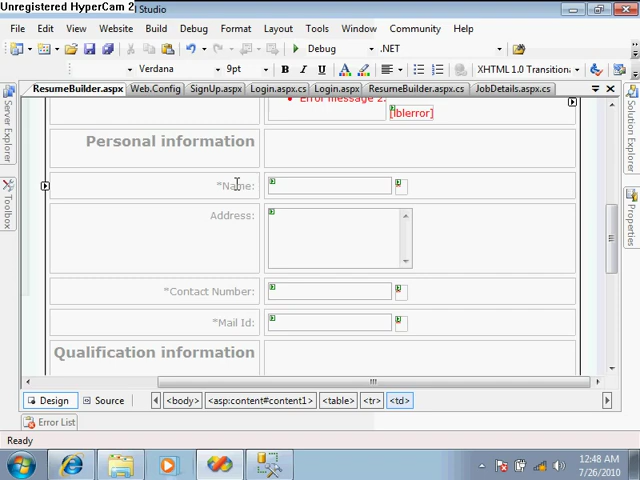 Unregistered HyperCam 2
Studio
File Edit View Website Build Debug Format Layout Tools Window Help
Debug .NET
Verdana 9pt B I U A XHTML 1.0 Transition
ResumeBuilder.aspx Web.Config SignUp.aspx Login.aspx.cs Login.aspx ResumeBuilder.aspx.cs JobDetails.aspx.cs
Server Explorer
Toolbox
Solution Explorer
Properties
Error message 2.
[lblerror]
Personal information
*Name:
Address:
*Contact Number:
*Mail Id:
Qualification information
Design Source <body> <asp:content#content1> <table> <tr> <td>
Error List
Ready
12:48 AM
7/26/2010